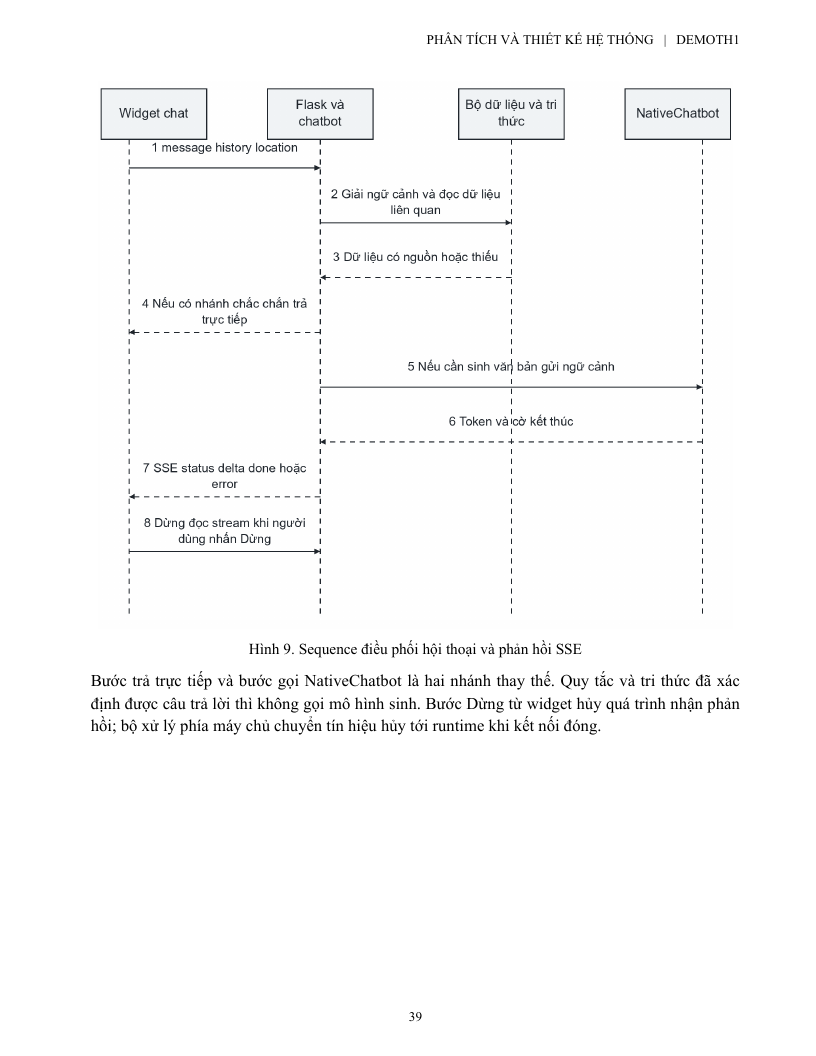 PHÂN TÍCH VÀ THIẾT KẾ HỆ THỐNG | DEMOTH1
Widget chat
Flask và
chatbot
Bộ dữ liệu và tri
thức
NativeChatbot
1 message history location
2 Giải ngữ cảnh và đọc dữ liệu
liên quan
3 Dữ liệu có nguồn hoặc thiếu
4 Nếu có nhánh chắc chắn trả
trực tiếp
5 Nếu cần sinh văn bản gửi ngữ cảnh
6 Token và cờ kết thúc
7 SSE status delta done hoặc
error
8 Dừng đọc stream khi người
dùng nhấn Dừng
Hình 9. Sequence điều phối hội thoại và phản hồi SSE
Bước trả trực tiếp và bước gọi NativeChatbot là hai nhánh thay thế. Quy tắc và tri thức đã xác
định được câu trả lời thì không gọi mô hình sinh. Bước Dừng từ widget hủy quá trình nhận phản
hồi; bộ xử lý phía máy chủ chuyển tín hiệu hủy tới runtime khi kết nối đóng.
39